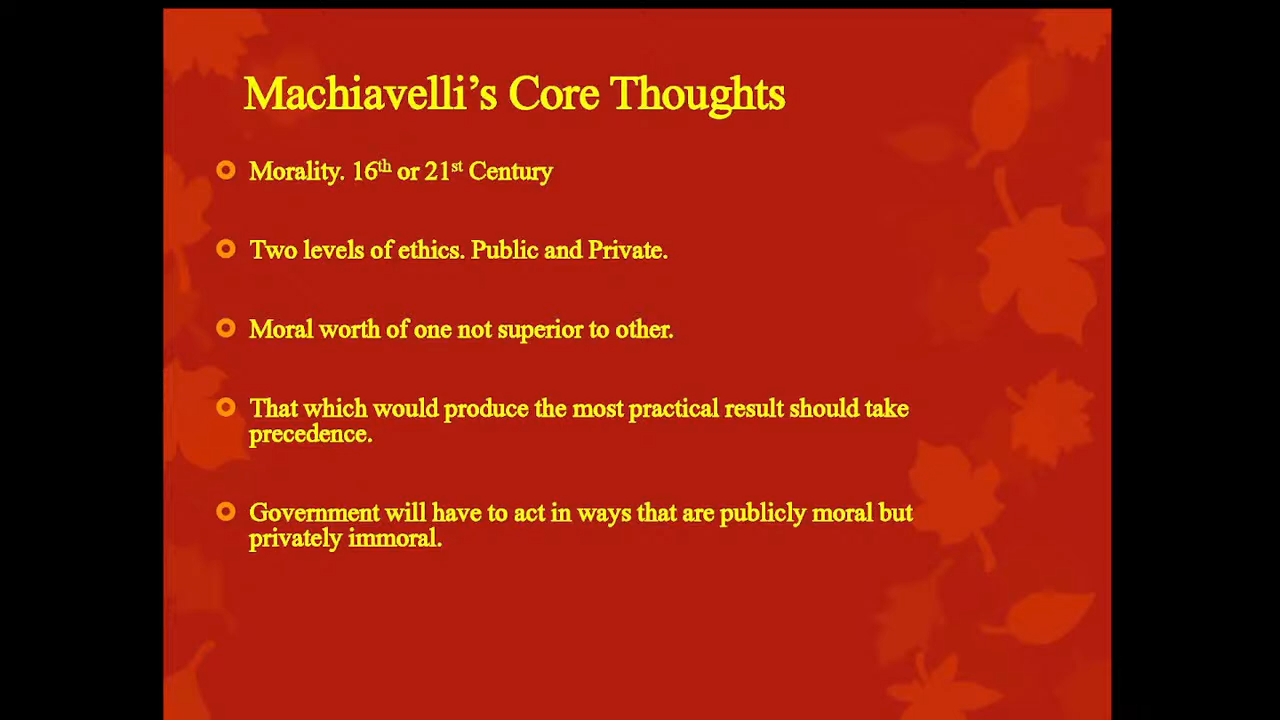 Machiavelli’s Core Thoughts
Morality. 16th or 21st Century
Two levels of ethics. Public and Private.
Moral worth of one not superior to other.
That which would produce the most practical result should take
precedence.
Government will have to act in ways that are publicly moral but
privately immoral.